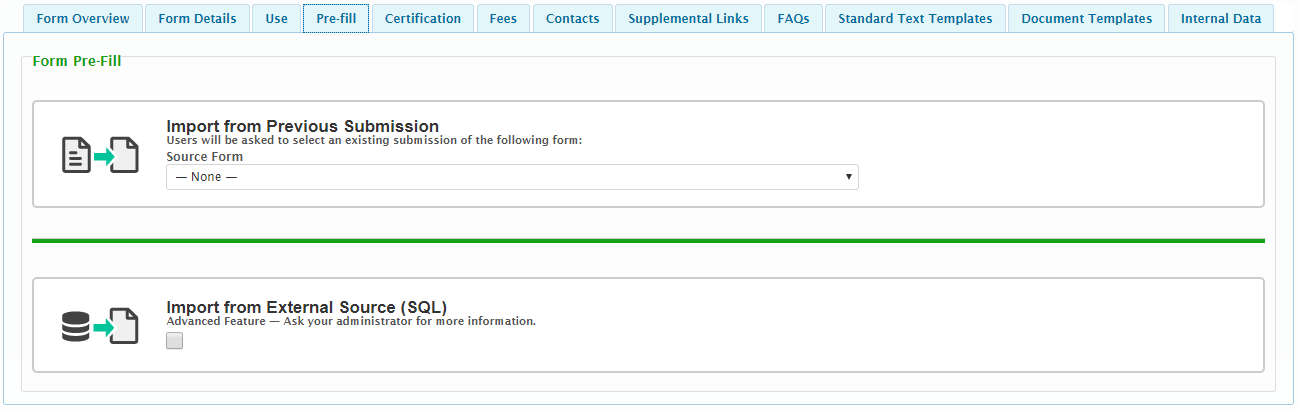 Form Overview Form Details Use Pre-fill Certification Fees Contacts Supplemental Links FAQs Standard Text Templates Document Templates Internal Data
Form Pre-Fill
Import from Previous Submission
Users will be asked to select an existing submission of the following form:
Source Form
— None —
Import from External Source (SQL)
Advanced Feature — Ask your administrator for more information.